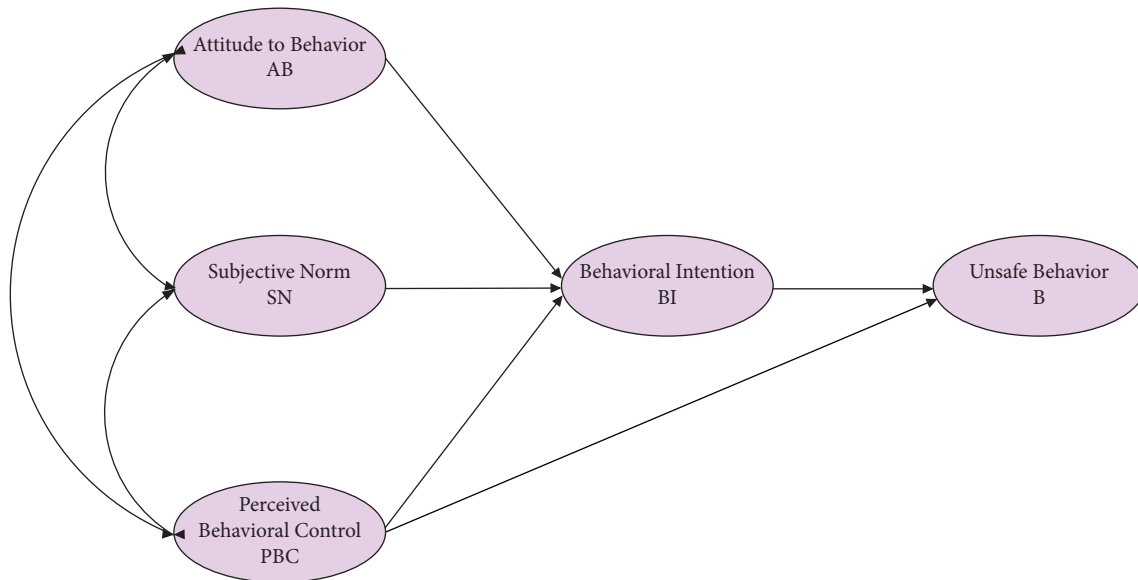 Attitude to Behavior
AB
Subjective Norm
SN
Perceived
Behavioral Control
PBC
Behavioral Intention
BI
Unsafe Behavior
B